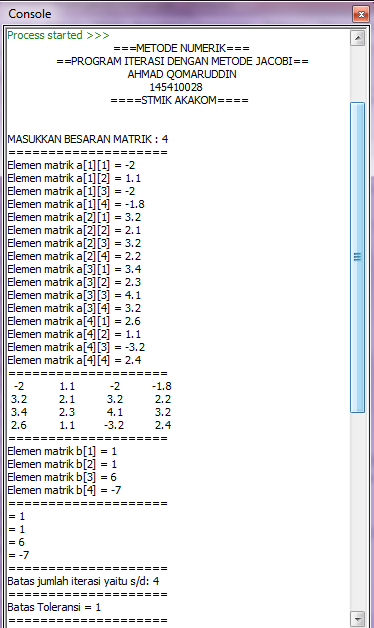 Console
Process started >>>
===METODE NUMERIK===
==PROGRAM ITERASI DENGAN METODE JACOBI==
AHMAD QOMARUDDIN
145410028
====STMIK AKAKOM====
MASUKKAN BESARAN MATRIK : 4
======================
Elemen matrik a[1][1] = -2
Elemen matrik a[1][2] = 1.1
Elemen matrik a[1][3] = -2
Elemen matrik a[1][4] = -1.8
Elemen matrik a[2][1] = 3.2
Elemen matrik a[2][2] = 2.1
Elemen matrik a[2][3] = 3.2
Elemen matrik a[2][4] = 2.2
Elemen matrik a[3][1] = 3.4
Elemen matrik a[3][2] = 2.3
Elemen matrik a[3][3] = 4.1
Elemen matrik a[3][4] = 3.2
Elemen matrik a[4][1] = 2.6
Elemen matrik a[4][2] = 1.1
Elemen matrik a[4][3] = -3.2
Elemen matrik a[4][4] = 2.4
======================
-2 1.1 -2 -1.8
3.2 2.1 3.2 2.2
3.4 2.3 4.1 3.2
2.6 1.1 -3.2 2.4
======================
Elemen matrik b[1] = 1
Elemen matrik b[2] = 1
Elemen matrik b[3] = 6
Elemen matrik b[4] = -7
======================
= 1
= 1
= 6
= -7
======================
Batas jumlah iterasi yaitu s/d: 4
======================
Batas Toleransi = 1
======================